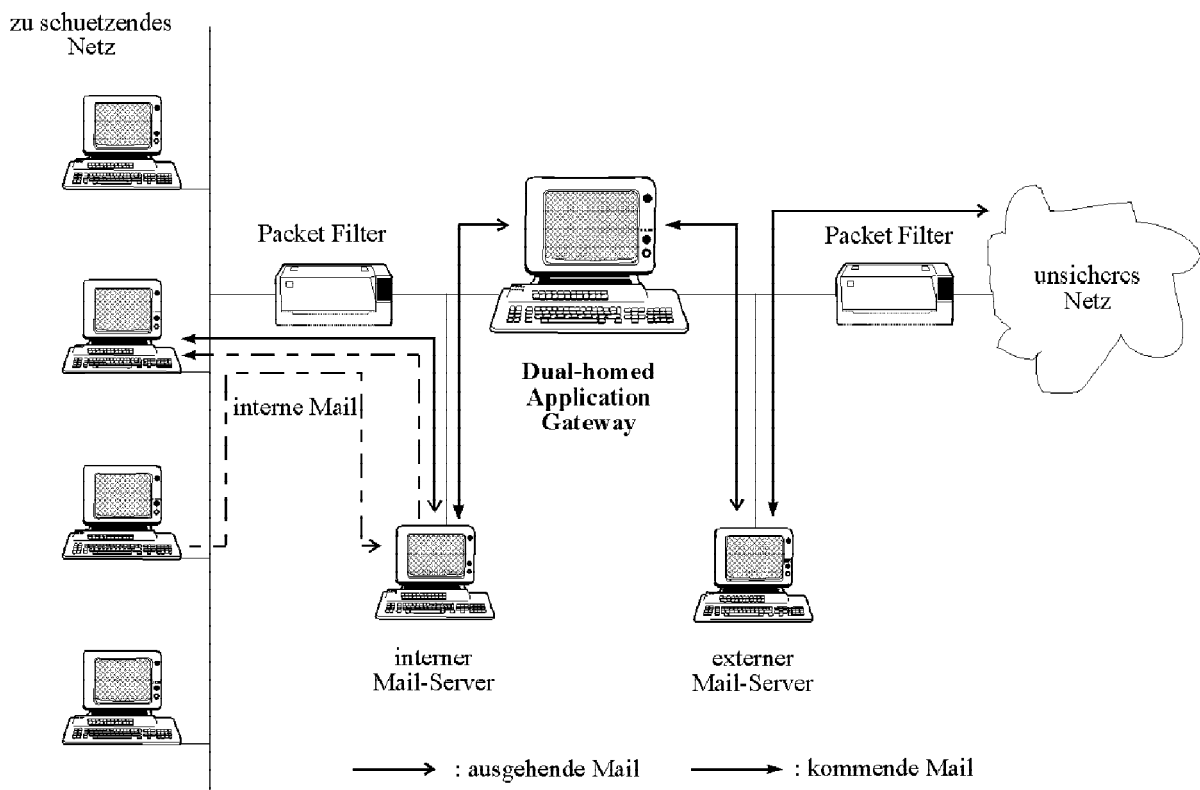 zu schuetzendes
Netz
Packet Filter
Packet Filter
unsicheres
Netz
Dual-homed
Application
Gateway
interne Mail
interner
Mail-Server
externer
Mail-Server
: ausgehende Mail
: kommende Mail